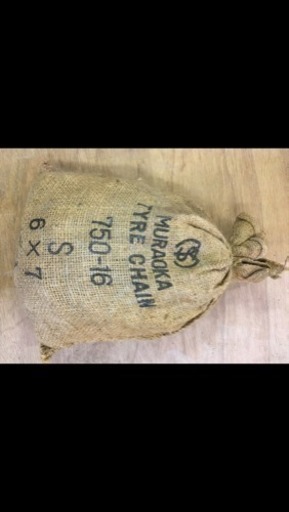 MURAOKA
TYRE CHAIN
750-16
S
6 × 7